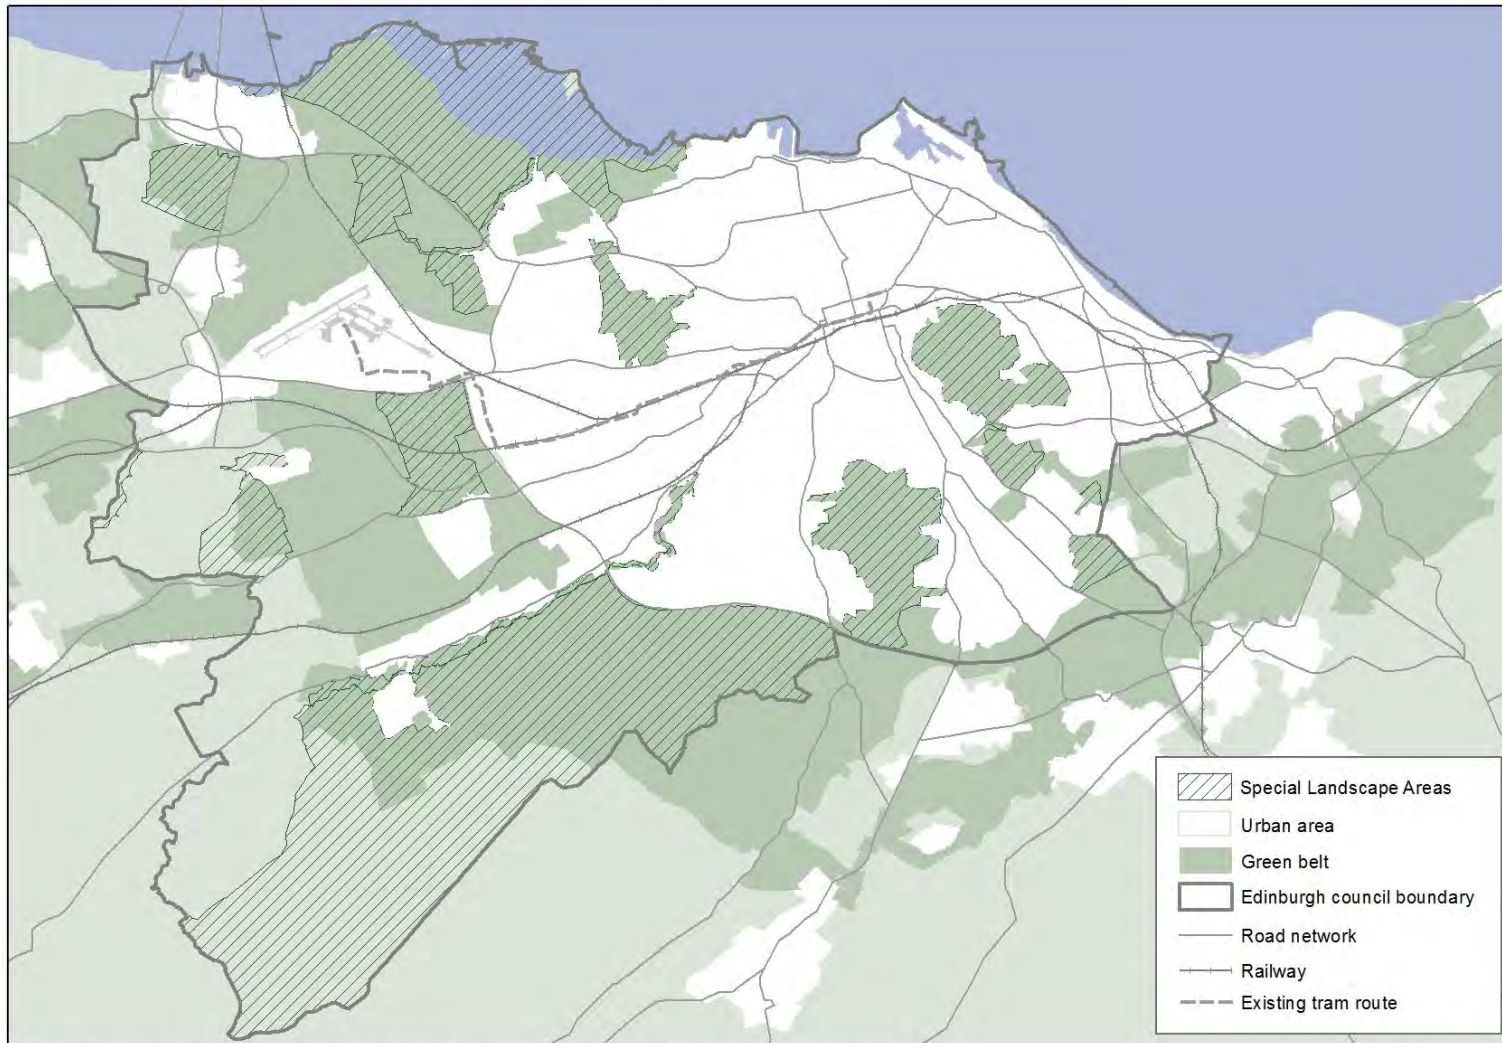 Special Landscape Areas
Urban area
Green belt
Edinburgh council boundary
Road network
Railway
Existing tram route